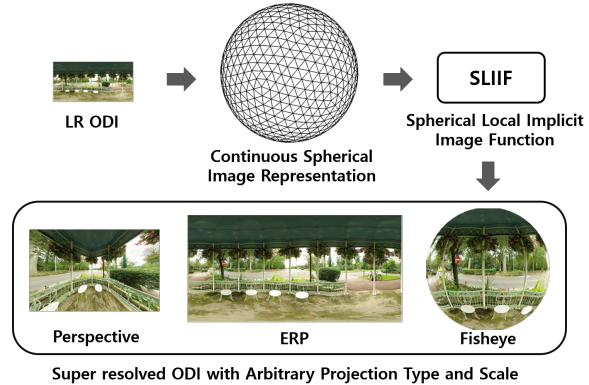 LR ODI
Continuous Spherical
Image Representation
SLIIF
Spherical Local Implicit
Image Function
Perspective
ERP
Fisheye
Super resolved ODI with Arbitrary Projection Type and Scale